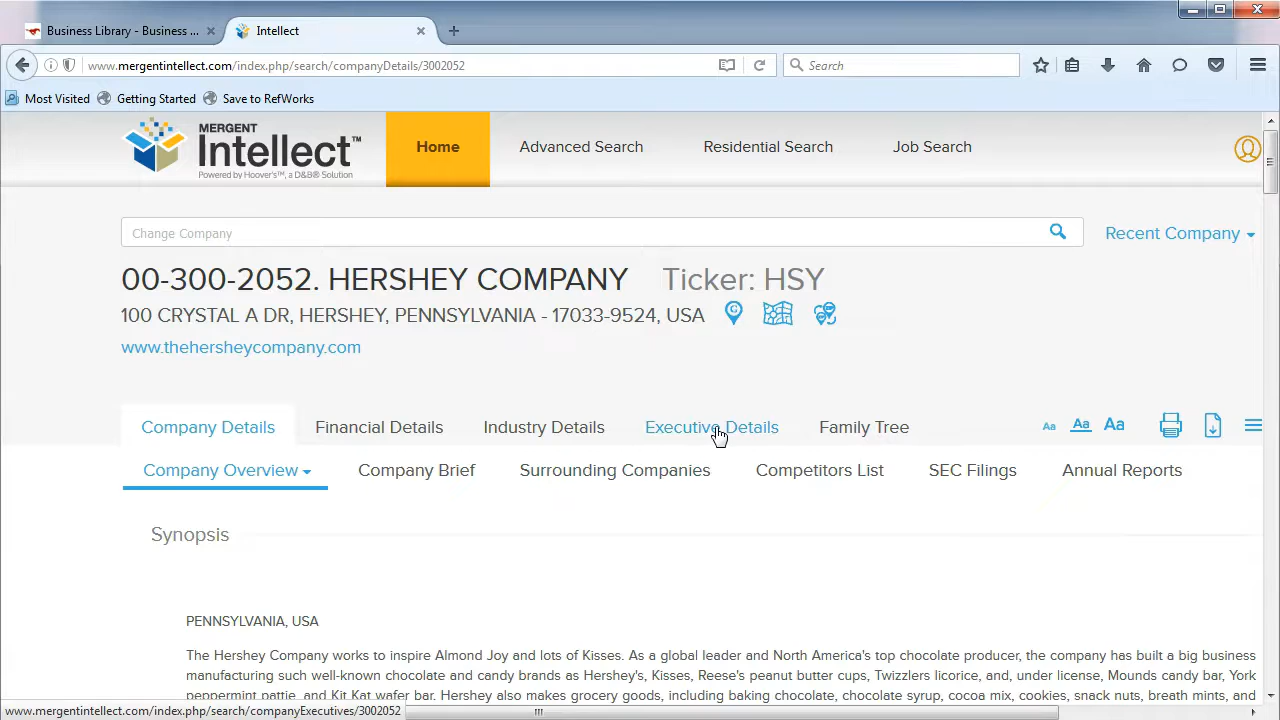 Business Library - Business ...
Intellect
www.mergentintellect.com/index.php/search/companyDetails/3002052
Search
Most Visited
Getting Started
Save to RefWorks
MERGENT
Intellect™
Powered by Hoover's™, a D&B® Solution
Home
Advanced Search
Residential Search
Job Search
Change Company
Recent Company
00-300-2052. HERSHEY COMPANY Ticker: HSY
100 CRYSTAL A DR, HERSHEY, PENNSYLVANIA - 17033-9524, USA
www.thehersheycompany.com
Company Details
Financial Details
Industry Details
Executive Details
Family Tree
Aa Aa Aa
Company Overview
Company Brief
Surrounding Companies
Competitors List
SEC Filings
Annual Reports
Synopsis
PENNSYLVANIA, USA
The Hershey Company works to inspire Almond Joy and lots of Kisses. As a global leader and North America's top chocolate producer, the company has built a big business
manufacturing such well-known chocolate and candy brands as Hershey's, Kisses, Reese's peanut butter cups, Twizzlers licorice, and, under license, Mounds candy bar, York
peppermint pattie, and Kit Kat wafer bar. Hershey also makes grocery goods, including baking chocolate, chocolate syrup, cocoa mix, cookies, snack nuts, breath mints, and
www.mergentintellect.com/index.php/search/companyExecutives/3002052